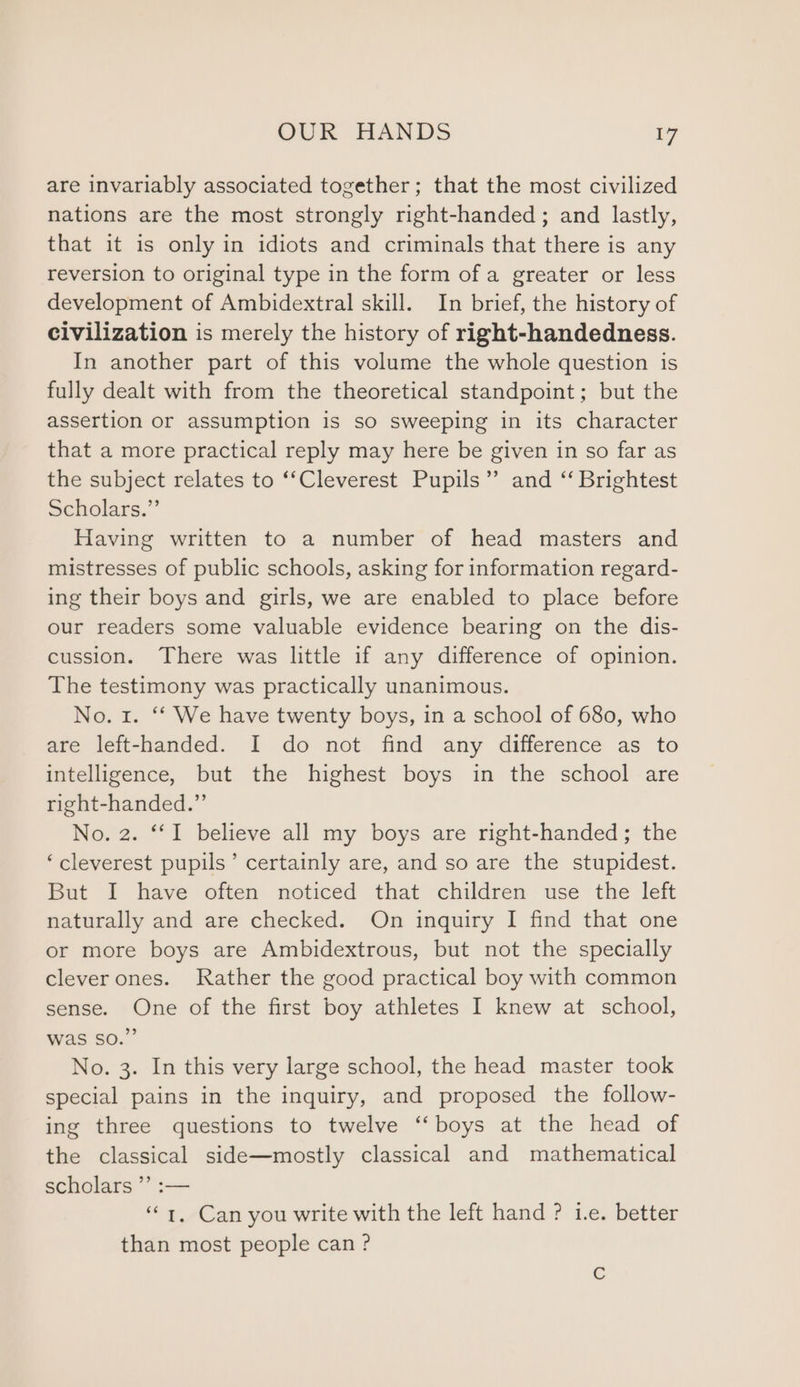 OUR HANDS 17
are invariably associated together; that the most civilized
nations are the most strongly right-handed; and lastly,
that it is only in idiots and criminals that there is any
reversion to original type in the form of a greater or less
development of Ambidextral skill. In brief, the history of
civilization is merely the history of right-handedness.
In another part of this volume the whole question is
fully dealt with from the theoretical standpoint; but the
assertion or assumption is so sweeping in its character
that a more practical reply may here be given in so far as
the subject relates to “Cleverest Pupils” and “Brightest
Scholars.”
Having written to a number of head masters and
mistresses of public schools, asking for information regard-
ing their boys and girls, we are enabled to place before
our readers some valuable evidence bearing on the dis-
cussion. There was little if any difference of opinion.
The testimony was practically unanimous.
No. 1. “We have twenty boys, in a school of 680, who
are left-handed. I do not find any difference as to
intelligence, but the highest boys in the school are
right-handed.”
No. 2. “I believe all my boys are right-handed; the
‘cleverest pupils’ certainly are, and so are the stupidest.
But I have often noticed that children use the left
naturally and are checked. On inquiry I find that one
or more boys are Ambidextrous, but not the specially
clever ones. Rather the good practical boy with common
sense. One of the first boy athletes I knew at school,
was so.”
No. 3. In this very large school, the head master took
special pains in the inquiry, and proposed the follow-
ing three questions to twelve “boys at the head of
the classical side—mostly classical and mathematical
scholars”:—
“1. Can you write with the left hand? i.e. better
than most people can?
C